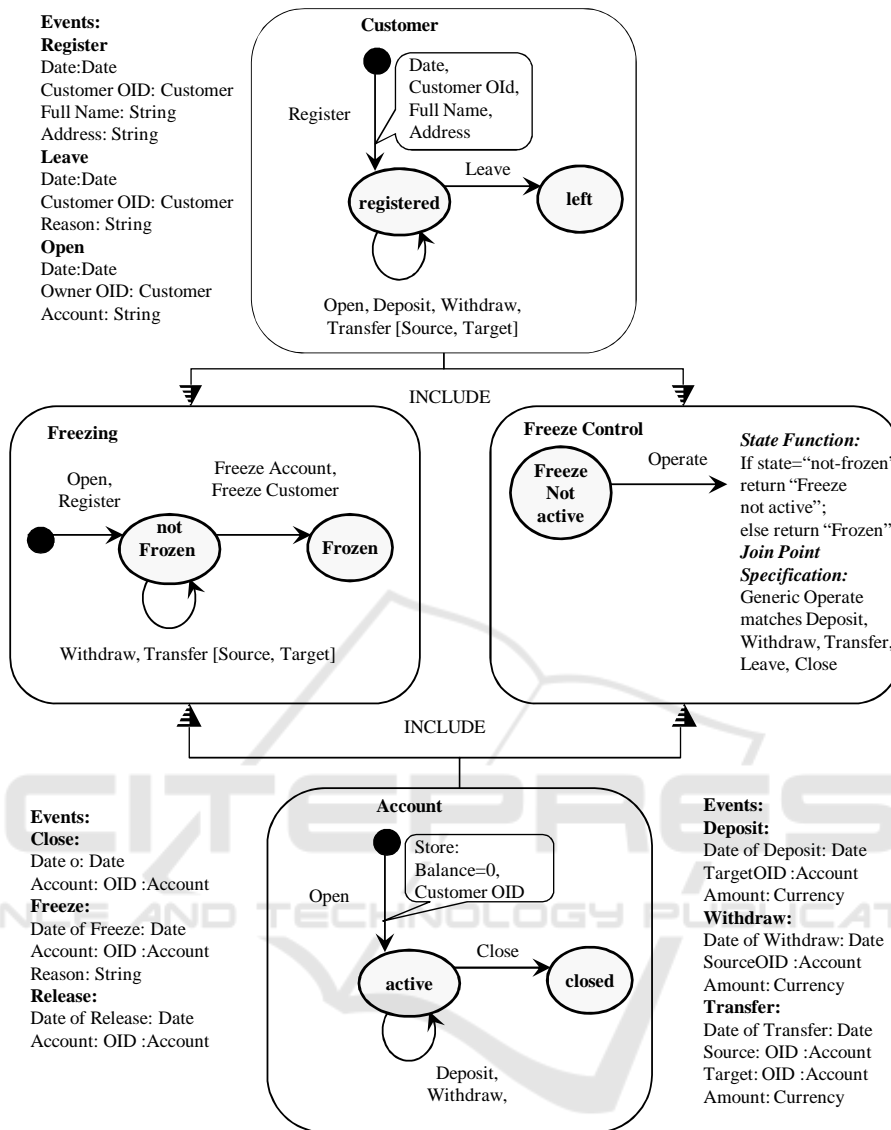 Events:
Register
Date:Date
Customer OID: Customer
Full Name: String
Address: String
Leave
Date:Date
Customer OID: Customer
Reason: String
Open
Date:Date
Owner OID: Customer
Account: String
Customer
Date,
Customer OId,
Full Name,
Address
Register
Leave
registered
left
Open, Deposit, Withdraw,
Transfer [Source, Target]
INCLUDE
Freezing
Open,
Register
Freeze Account,
Freeze Customer
not
Frozen
Frozen
Withdraw, Transfer [Source, Target]
Freeze Control
Freeze
Not
active
Operate
State Function:
If state=“not-frozen”
return “Freeze
not active”;
else return “Frozen”
Join Point
Specification:
Generic Operate
matches Deposit,
Withdraw, Transfer,
Leave, Close
INCLUDE
Events:
Close:
Date o: Date
Account: OID :Account
Freeze:
Date of Freeze: Date
Account: OID :Account
Reason: String
Release:
Date of Release: Date
Account: OID :Account
Account
Store:
Balance=0,
Customer OID
Open
Close
active
closed
Deposit,
Withdraw,
Events:
Deposit:
Date of Deposit: Date
TargetOID :Account
Amount: Currency
Withdraw:
Date of Withdraw: Date
SourceOID :Account
Amount: Currency
Transfer:
Date of Transfer: Date
Source: OID :Account
Target: OID :Account
Amount: Currency
CITEPRES
NCE AND TECHNOLOGY PUBLICAT